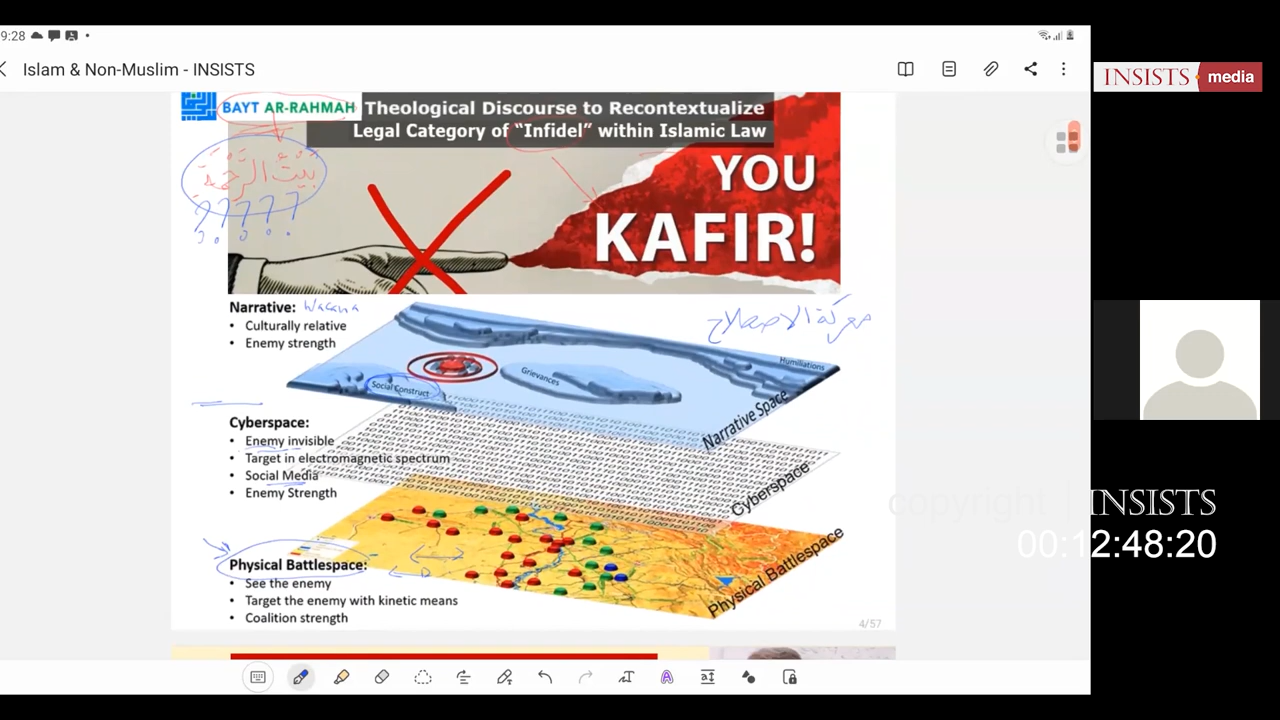 9:28
Islam & Non-Muslim - INSISTS
INSISTS media
BAYT AR-RAHMAH
Theological Discourse to Recontextualize
Legal Category of “Infidel” within Islamic Law
بَيْتُ الرَّحْمَةِ
?????
YOU
KAFIR!
Narrative: Wacana
• Culturally relative
• Enemy strength
معركة الاصطلاح
Humiliations
Grievances
Social Construct
Narrative Space
Cyberspace:
• Enemy invisible
• Target in electromagnetic spectrum
• Social Media
• Enemy Strength
Cyberspace
copyright | INSISTS
00:12:48:20
Physical Battlespace:
• See the enemy
• Target the enemy with kinetic means
• Coalition strength
Physical Battlespace
4/57